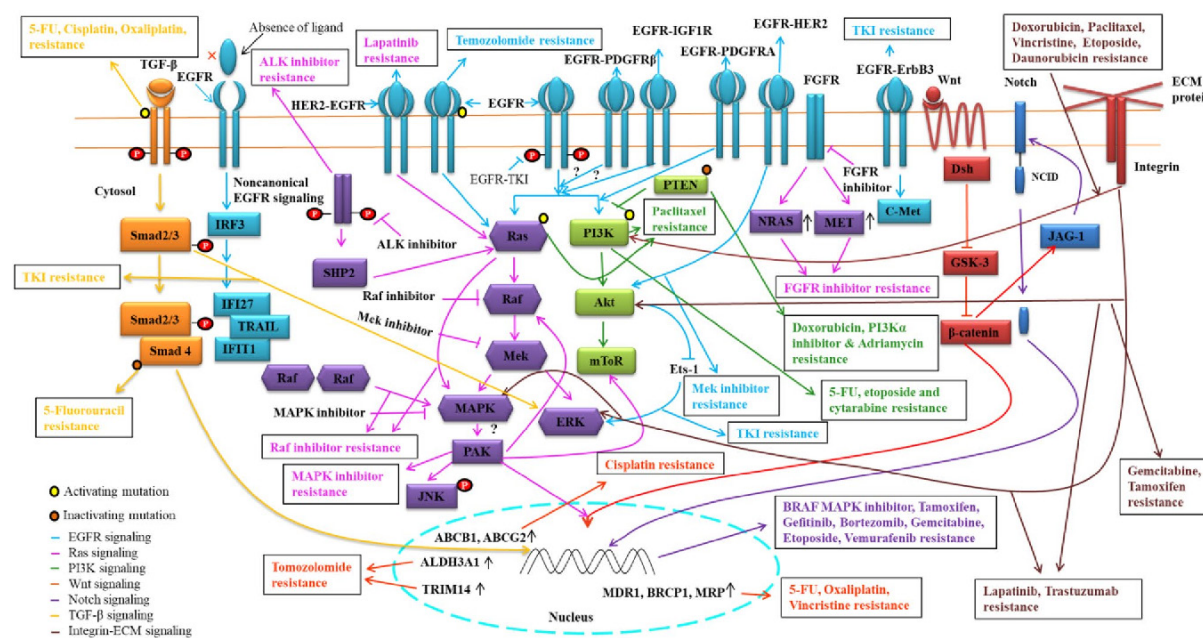 5-FU, Cisplatin, Oxaliplatin,
resistance
Absence of ligand
TGF-β
EGFR
ALK inhibitor
resistance
Lapatinib
resistance
Temozolomide resistance
HER2-EGFR
EGFR
EGFR-PDGFRβ
EGFR-IGF1R
EGFR-PDGFRA
EGFR-HER2
FGFR
TKI resistance
EGFR-ErbB3
Wnt
Doxorubicin, Paclitaxel,
Vincristine, Etoposide,
Daunorubicin resistance
Notch
ECM
protein
Integrin
NCID
P
P
P
P
P
P
EGFR-TKI
?
?
Cytosol
Noncanonical
EGFR signaling
ALK inhibitor
SHP2
Smad2/3
P
IRF3
TKI resistance
IFI27
TRAIL
IFIT1
Smad2/3
P
Smad 4
5-Fluorouracil
resistance
PTEN
Paclitaxel
resistance
FGFR
inhibitor
NRAS
MET
C-Met
FGFR inhibitor resistance
Dsh
GSK-3
β-catenin
JAG-1
Ras
PI3K
Raf inhibitor
Raf
Akt
Mek inhibitor
Mek
mToR
Ets-1
Raf
Raf
MAPK inhibitor
MAPK
ERK
?
PAK
JNK
P
Raf inhibitor resistance
MAPK inhibitor
resistance
Doxorubicin, PI3Kα
inhibitor & Adriamycin
resistance
Mek inhibitor
resistance
5-FU, etoposide and
cytarabine resistance
TKI resistance
Cisplatin resistance
Gemcitabine,
Tamoxifen
resistance
BRAF MAPK inhibitor, Tamoxifen,
Gefitinib, Bortezomib, Gemcitabine,
Etoposide, Vemurafenib resistance
Lapatinib, Trastuzumab
resistance
ABCB1, ABCG2
ALDH3A1
TRIM14
Tomozolomide
resistance
MDR1, BRCP1, MRP
5-FU, Oxaliplatin,
Vincristine resistance
Nucleus
Activating mutation
Inactivating mutation
EGFR signaling
Ras signaling
PI3K signaling
Wnt signaling
Notch signaling
TGF-β signaling
Integrin-ECM signaling